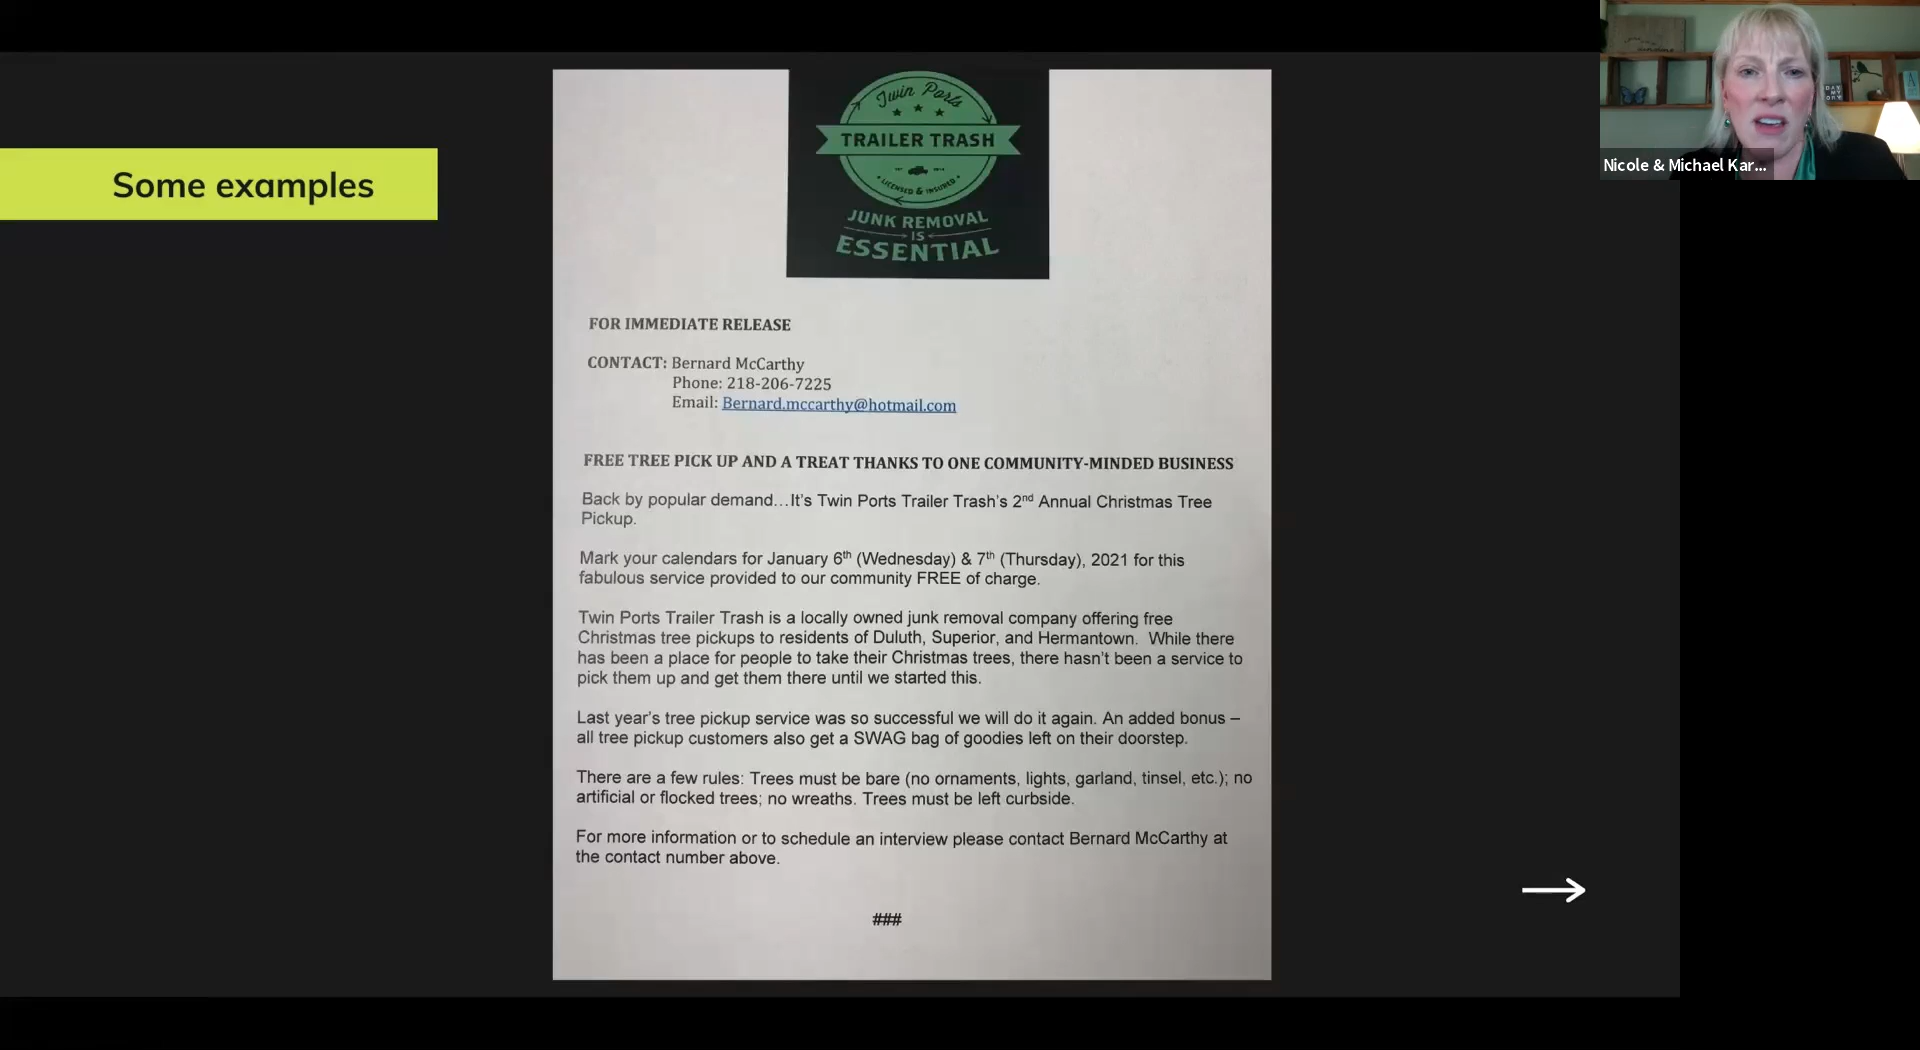 Some examples
Twin Ports
TRAILER TRASH
LICENSED & INSURED
JUNK REMOVAL
IS
ESSENTIAL
FOR IMMEDIATE RELEASE
CONTACT: Bernard McCarthy
Phone: 218-206-7225
Email: Bernard.mccarthy@hotmail.com
FREE TREE PICK UP AND A TREAT THANKS TO ONE COMMUNITY-MINDED BUSINESS
Back by popular demand…It’s Twin Ports Trailer Trash’s 2nd Annual Christmas Tree
Pickup.
Mark your calendars for January 6th (Wednesday) & 7th (Thursday), 2021 for this
fabulous service provided to our community FREE of charge.
Twin Ports Trailer Trash is a locally owned junk removal company offering free
Christmas tree pickups to residents of Duluth, Superior, and Hermantown.  While there
has been a place for people to take their Christmas trees, there hasn’t been a service to
pick them up and get them there until we started this.
Last year’s tree pickup service was so successful we will do it again. An added bonus –
all tree pickup customers also get a SWAG bag of goodies left on their doorstep.
There are a few rules: Trees must be bare (no ornaments, lights, garland, tinsel, etc.); no
artificial or flocked trees; no wreaths. Trees must be left curbside.
For more information or to schedule an interview please contact Bernard McCarthy at
the contact number above.
###
Nicole & Michael Kar...